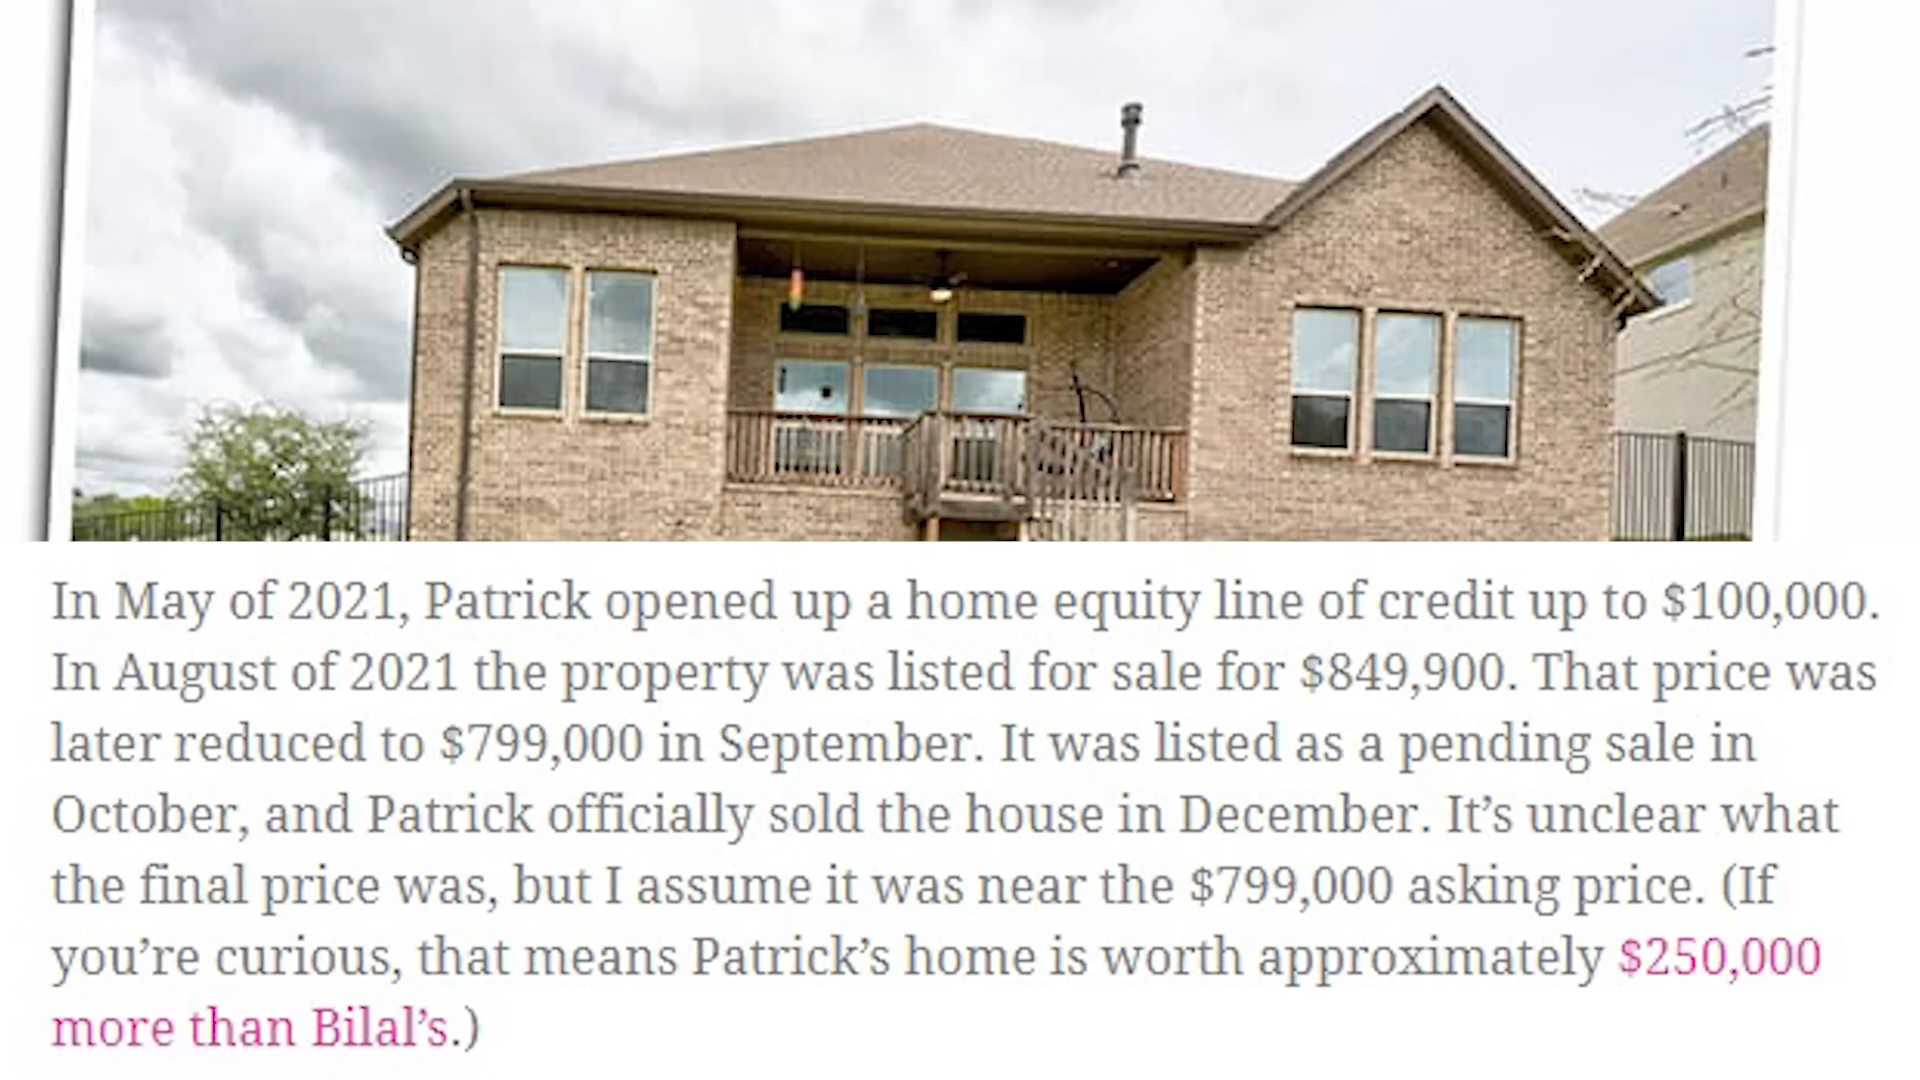 In May of 2021, Patrick opened up a home equity line of credit up to $100,000.
In August of 2021 the property was listed for sale for $849,900. That price was
later reduced to $799,000 in September. It was listed as a pending sale in
October, and Patrick officially sold the house in December. It’s unclear what
the final price was, but I assume it was near the $799,000 asking price. (If
you’re curious, that means Patrick’s home is worth approximately $250,000
more than Bilal’s.)